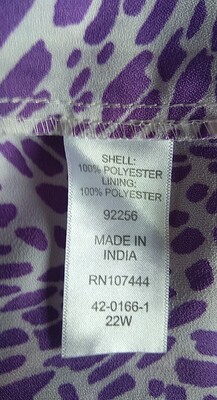 SHELL:
100% POLYESTER
LINING:
100% POLYESTER
92256
MADE IN
INDIA
RN107444
42-0166-1
22W